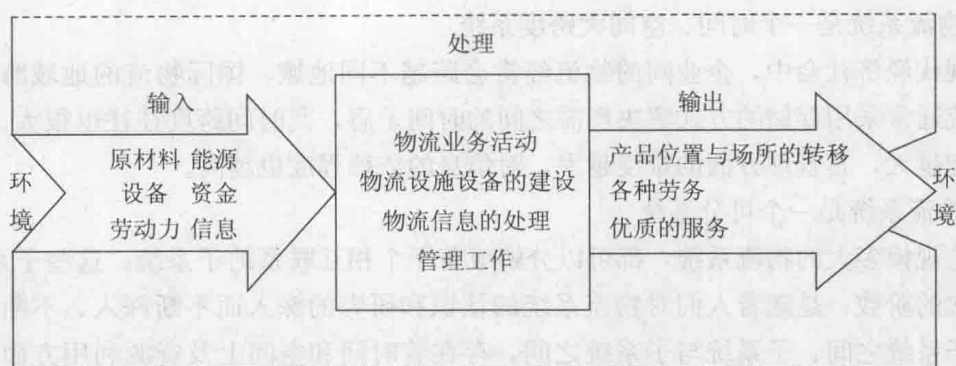 处理
输入
原材料 能源
设备 资金
劳动力 信息
环境
物流业务活动
物流设施设备的建设
物流信息的处理
管理工作
输出
产品位置与场所的转移
各种劳务
优质的服务
环境